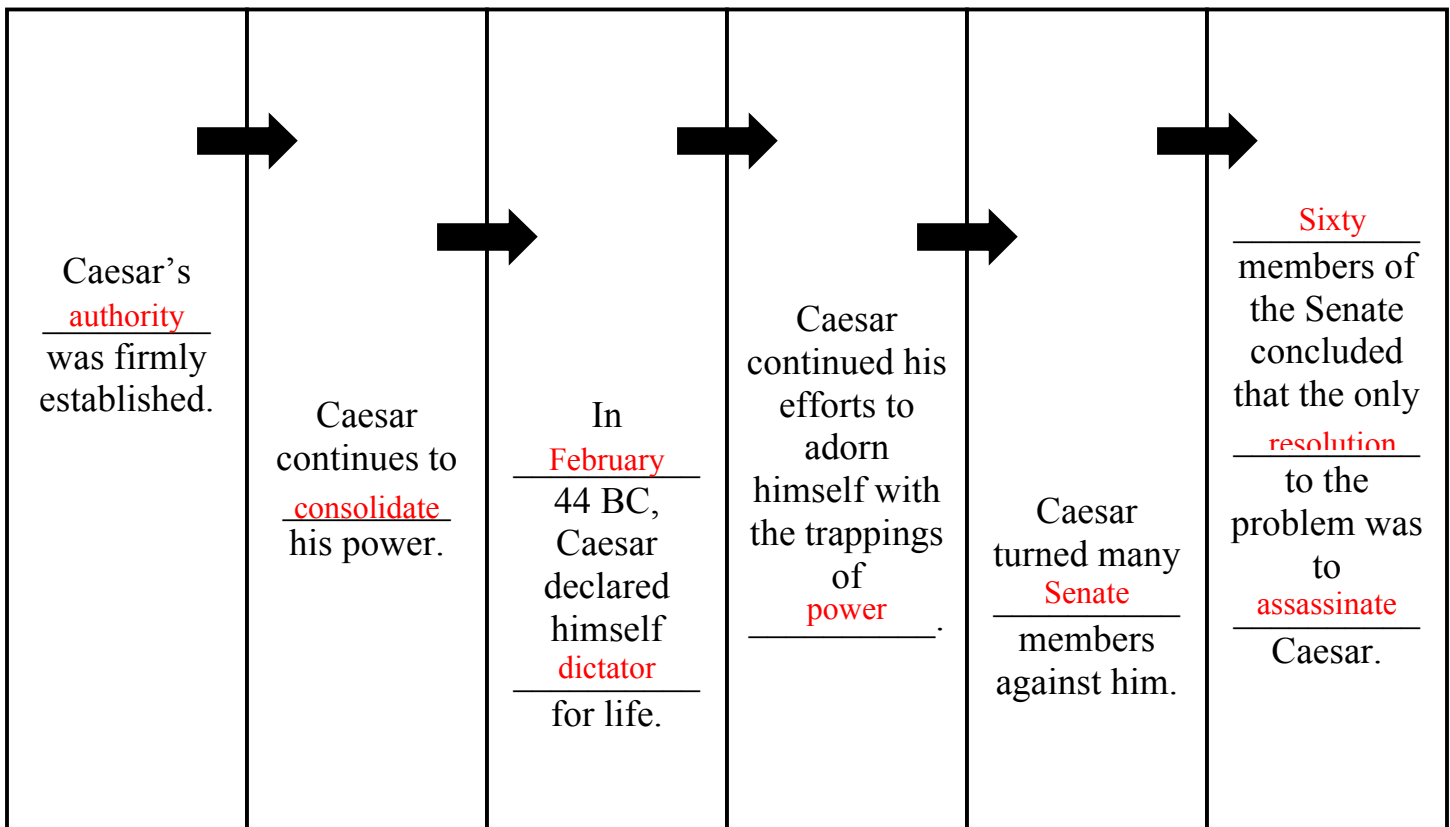 Caesar’s
authority
was firmly
established.
Caesar
continues to
consolidate
his power.
In
February
44 BC,
Caesar
declared
himself
dictator
for life.
Caesar
continued his
efforts to
adorn
himself with
the trappings
of
power.
Caesar
turned many
Senate
members
against him.
Sixty
members of
the Senate
concluded
that the only
resolution
to the
problem was
to
assassinate
Caesar.